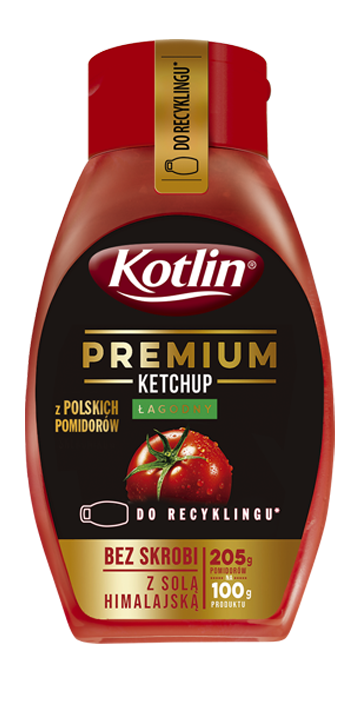 DO RECYKLINGU*
Kotlin®
PREMIUM
KETCHUP
ŁAGODNY
z POLSKICH
POMIDORÓW
DO RECYKLINGU*
BEZ SKROBI
Z SOLĄ
HIMALAJSKĄ
205g
POMIDORÓW
100g
PRODUKTU